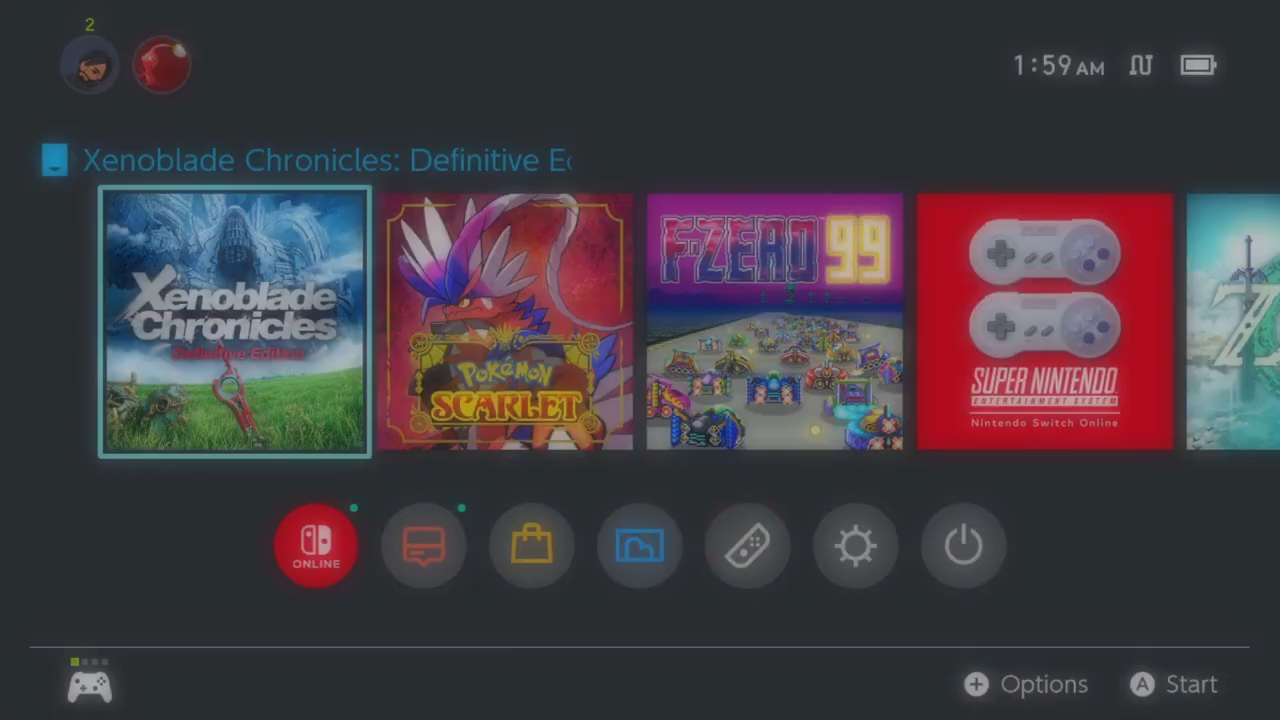 2
1:59 AM
Xenoblade Chronicles: Definitive Ec
Xenoblade
Chronicles
Definitive Edition
POKÉMON
SCARLET
F-ZERO 99
SUPER NINTENDO
ENTERTAINMENT SYSTEM
Nintendo Switch Online
Z
ONLINE
+ Options
A Start